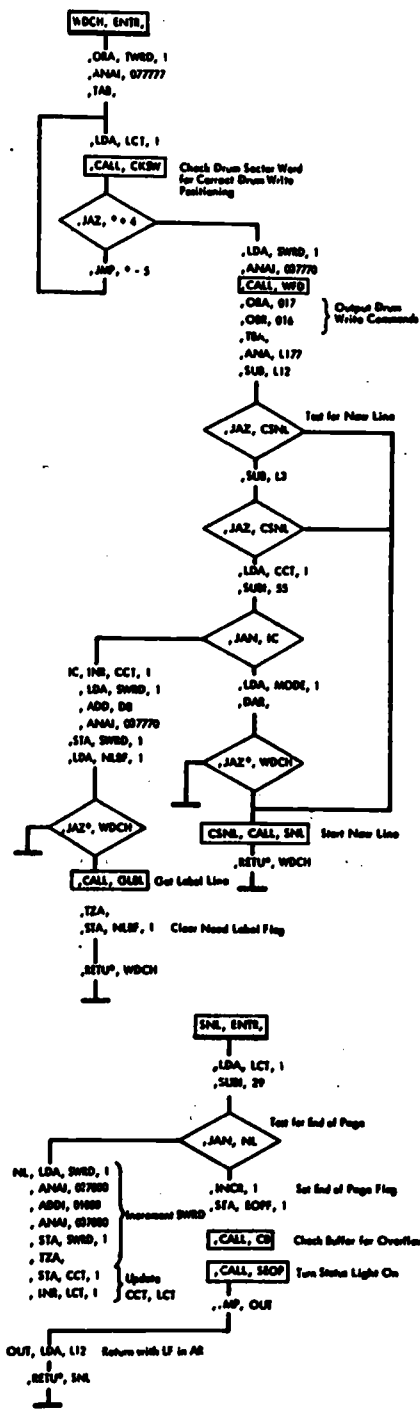 WDCH, ENTR,
,ORA, TWRD, 1
,ANAI, 077777
,TAB,
,LDA, LCT, 1
,CALL, CKSW
Check Drum Sector Word
for Correct Drum Write
Positioning
,JAZ, * + 4
,JMP, * - 5
,LDA, SWRD, 1
,ANAI, 037770
,CALL, WFD
,OBA, 017
,OBR, 016
Output Drum
Write Commands
,TBA,
,ANA, L177
,SUB, L12
Test for New Line
,JAZ, CSNL
,SUB, L3
,JAZ, CSNL
,LDA, CCT, 1
,SUBI, 55
,JAN, IC
IC, INR, CCT, 1
,LDA, SWRD, 1
,ADD, D8
,ANAI, 037770
,STA, SWRD, 1
,LDA, NLBF, 1
,LDA, MODE, 1
,DAR,
,JAZ*, WDCH
,JAZ*, WDCH
CSNL, CALL, SNL
Start New Line
,RETU*, WDCH
,CALL, GLBL
Get Label Line
,TZA,
,STA, NLBF, 1
Clear Need Label Flag
,RETU*, WDCH
SNL, ENTR,
,LDA, LCT, 1
,SUBI, 29
Test for End of Page
,JAN, NL
NL, LDA, SWRD, 1
,ANAI, 037000
,ADDI, 01000
,ANAI, 037000
,STA, SWRD, 1
Increment SWRD
,TZA,
,STA, CCT, 1
,INR, LCT, 1
Update
CCT, LCT
,INCR, 1
,STA, EOPF, 1
Set End of Page Flag
,CALL, CB
Check Buffer for Overflow
,CALL, SEOP
Turn Status Light On
,JMP, OUT
OUT, LDA, L12
Return with LF in AR
,RETU*, SNL